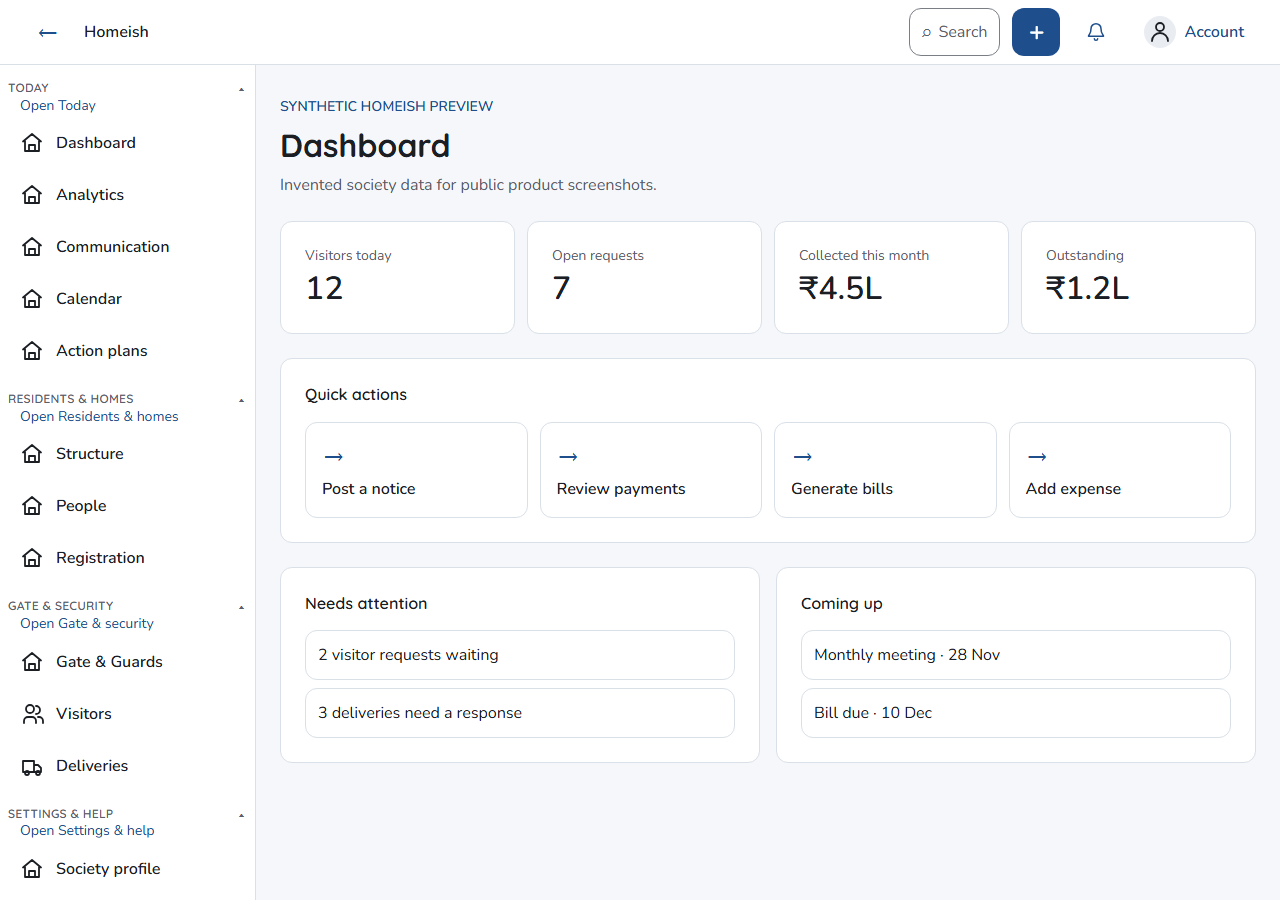 ← Homeish
⌕ Search
+
Account
TODAY
Open Today
Dashboard
Analytics
Communication
Calendar
Action plans
RESIDENTS & HOMES
Open Residents & homes
Structure
People
Registration
GATE & SECURITY
Open Gate & security
Gate & Guards
Visitors
Deliveries
SETTINGS & HELP
Open Settings & help
Society profile
SYNTHETIC HOMEISH PREVIEW
Dashboard
Invented society data for public product screenshots.
Visitors today
12
Open requests
7
Collected this month
₹4.5L
Outstanding
₹1.2L
Quick actions
→
Post a notice
→
Review payments
→
Generate bills
→
Add expense
Needs attention
2 visitor requests waiting
3 deliveries need a response
Coming up
Monthly meeting · 28 Nov
Bill due · 10 Dec